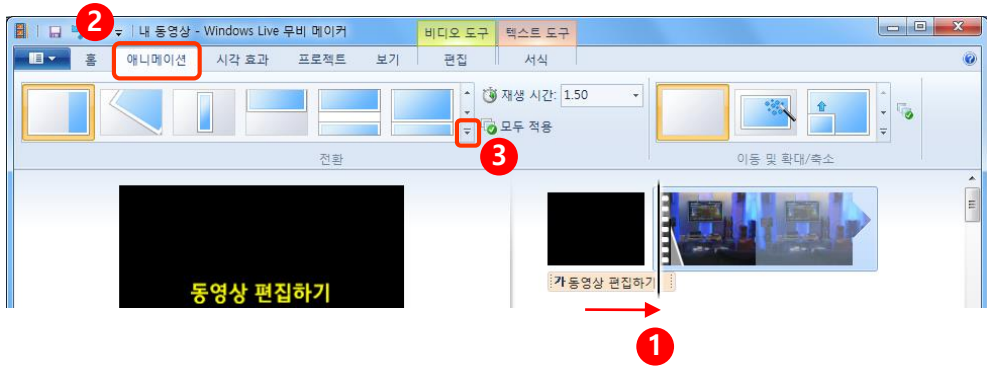 2
내 동영상 - Windows Live 무비 메이커
비디오 도구
텍스트 도구
홈
애니메이션
시각 효과
프로젝트
보기
편집
서식
재생 시간: 1.50
모두 적용
3
전환
이동 및 확대/축소
동영상 편집하기
가 동영상 편집하기
1